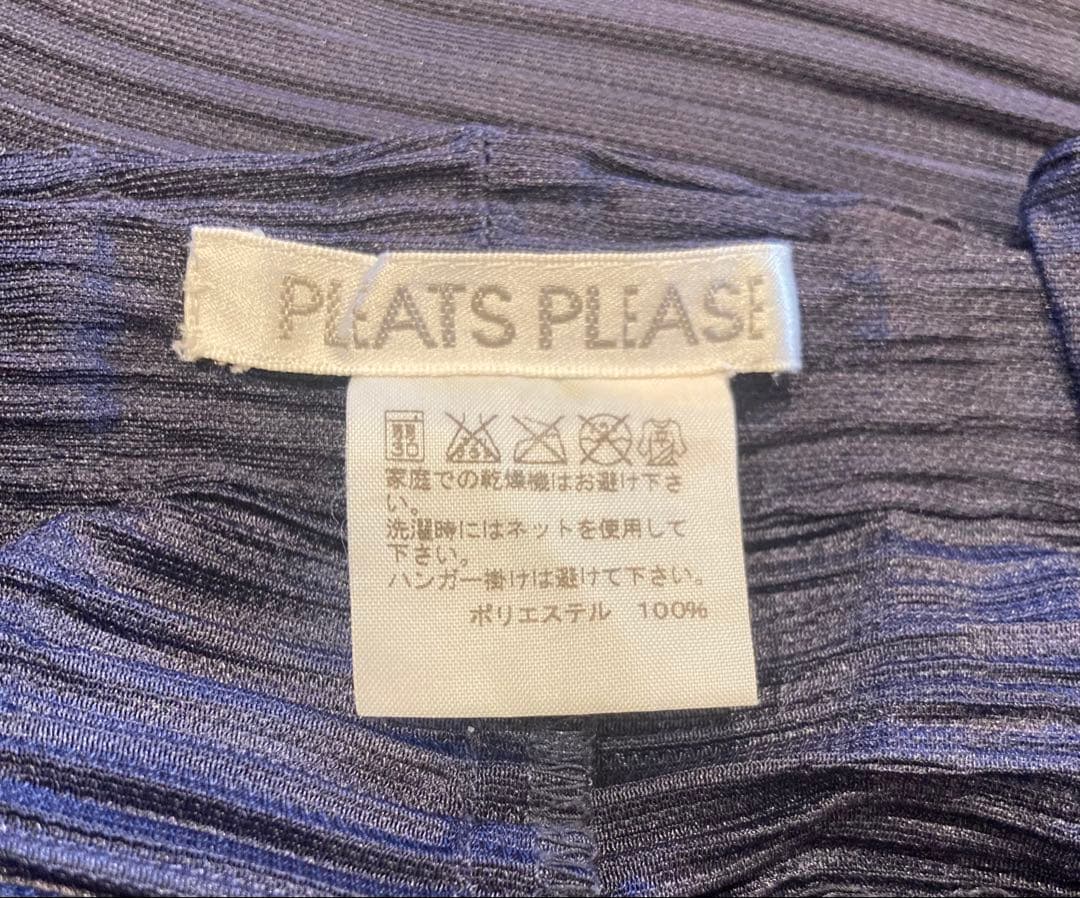 PLEATS PLEASE
弱
30
家庭での乾燥機はお避け下さ
い。
洗濯時にはネットを使用して
下さい。
ハンガー掛けは避けて下さい。
ポリエステル 100%